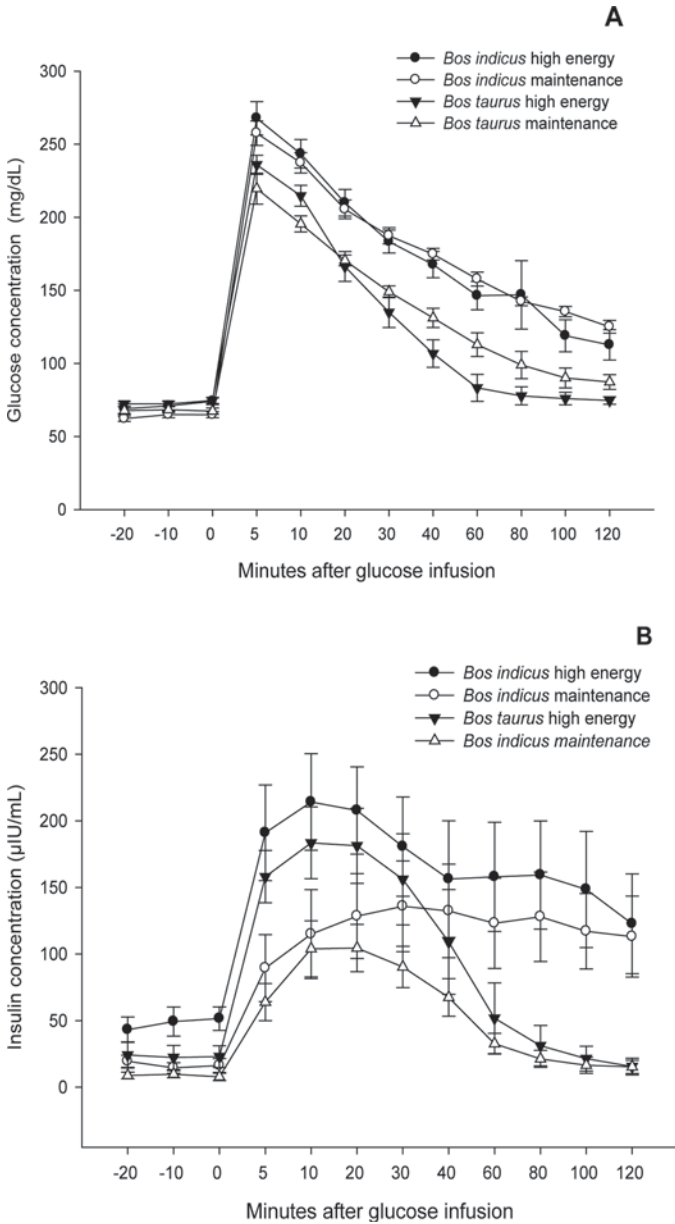 A
Bos indicus high energy
Bos indicus maintenance
Bos taurus high energy
Bos taurus maintenance
300
250
200
150
100
50
0
Glucose concentration (mg/dL)
-20 -10 0 5 10 20 30 40 60 80 100 120
Minutes after glucose infusion
B
Bos indicus high energy
Bos indicus maintenance
Bos taurus high energy
Bos indicus maintenance
300
250
200
150
100
50
0
Insulin concentration (µIU/mL)
-20 -10 0 5 10 20 30 40 60 80 100 120
Minutes after glucose infusion